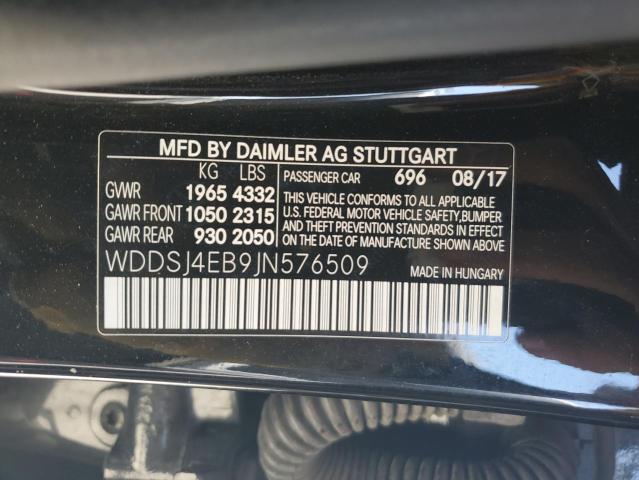 MFD BY DAIMLER AG STUTTGART
KG LBS
GVWR 1965 4332
GAWR FRONT 1050 2315
GAWR REAR 930 2050
PASSENGER CAR 696 08/17
THIS VEHICLE CONFORMS TO ALL APPLICABLE
U.S. FEDERAL MOTOR VEHICLE SAFETY,BUMPER
AND THEFT PREVENTION STANDARDS IN EFFECT
ON THE DATE OF MANUFACTURE SHOWN ABOVE.
WDDSJ4EB9JN576509 MADE IN HUNGARY